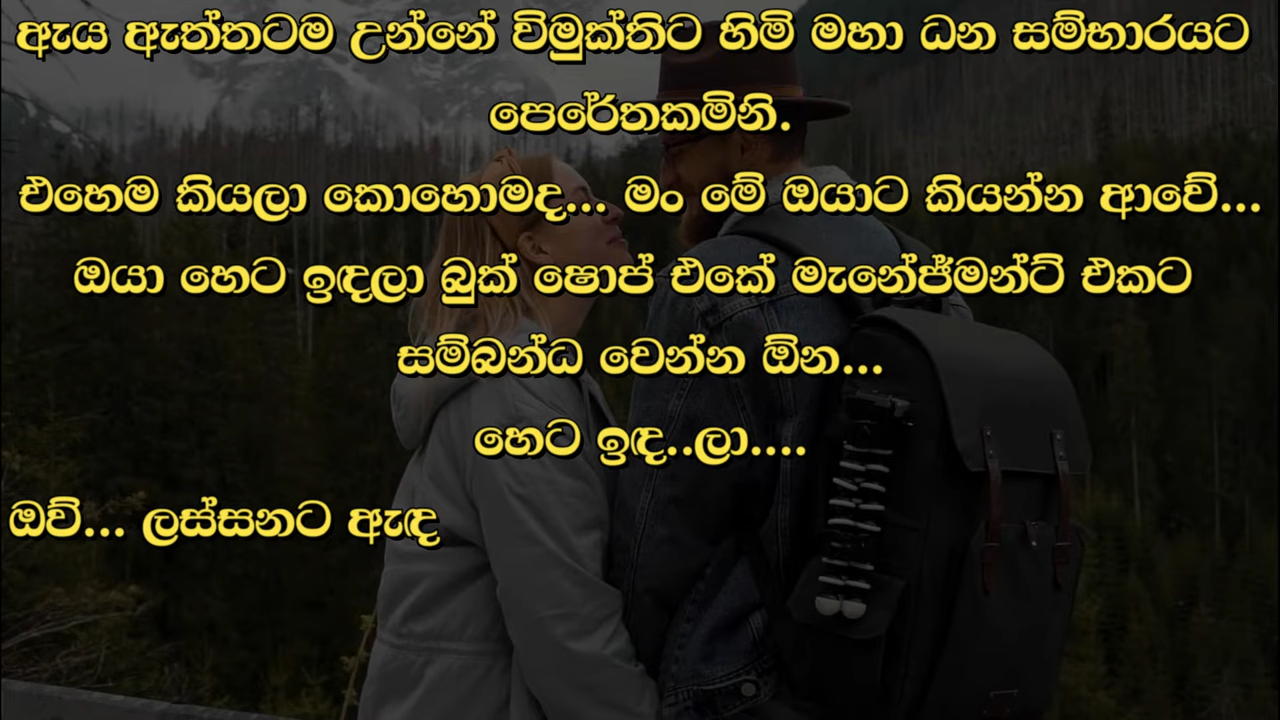 ඇය ඇත්තටම උන්නේ විමුක්තිට හිමි මහා ධන සම්භාරයට
පෙරේතකමිනි.
එහෙම කියලා කොහොමද... මං මේ ඔයාට කියන්න ආවේ...
ඔයා හෙට ඉඳලා බුක් ෂොප් එකේ මැනේජ්මන්ට් එකට
සම්බන්ධ වෙන්න ඕන...
හෙට ඉඳ..ලා....
ඔව්... ලස්සනට ඇඳ